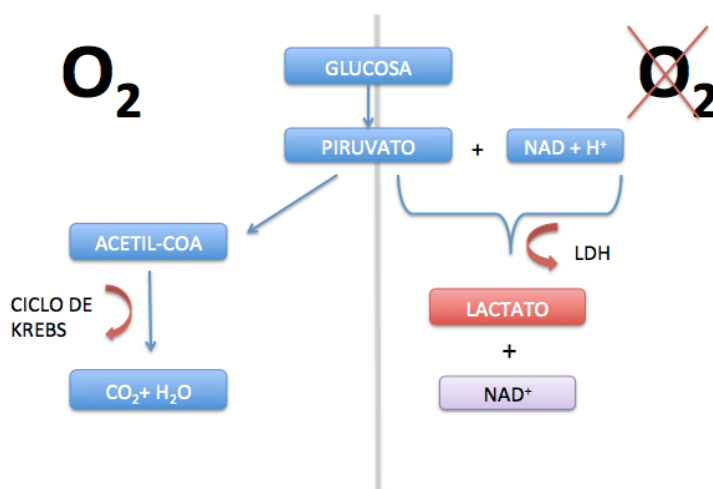 O₂
GLUCOSA
O₂
PIRUVATO
+
NAD + H⁺
ACETIL-COA
LDH
CICLO DE
KREBS
LACTATO
+
CO₂+ H₂O
NAD⁺